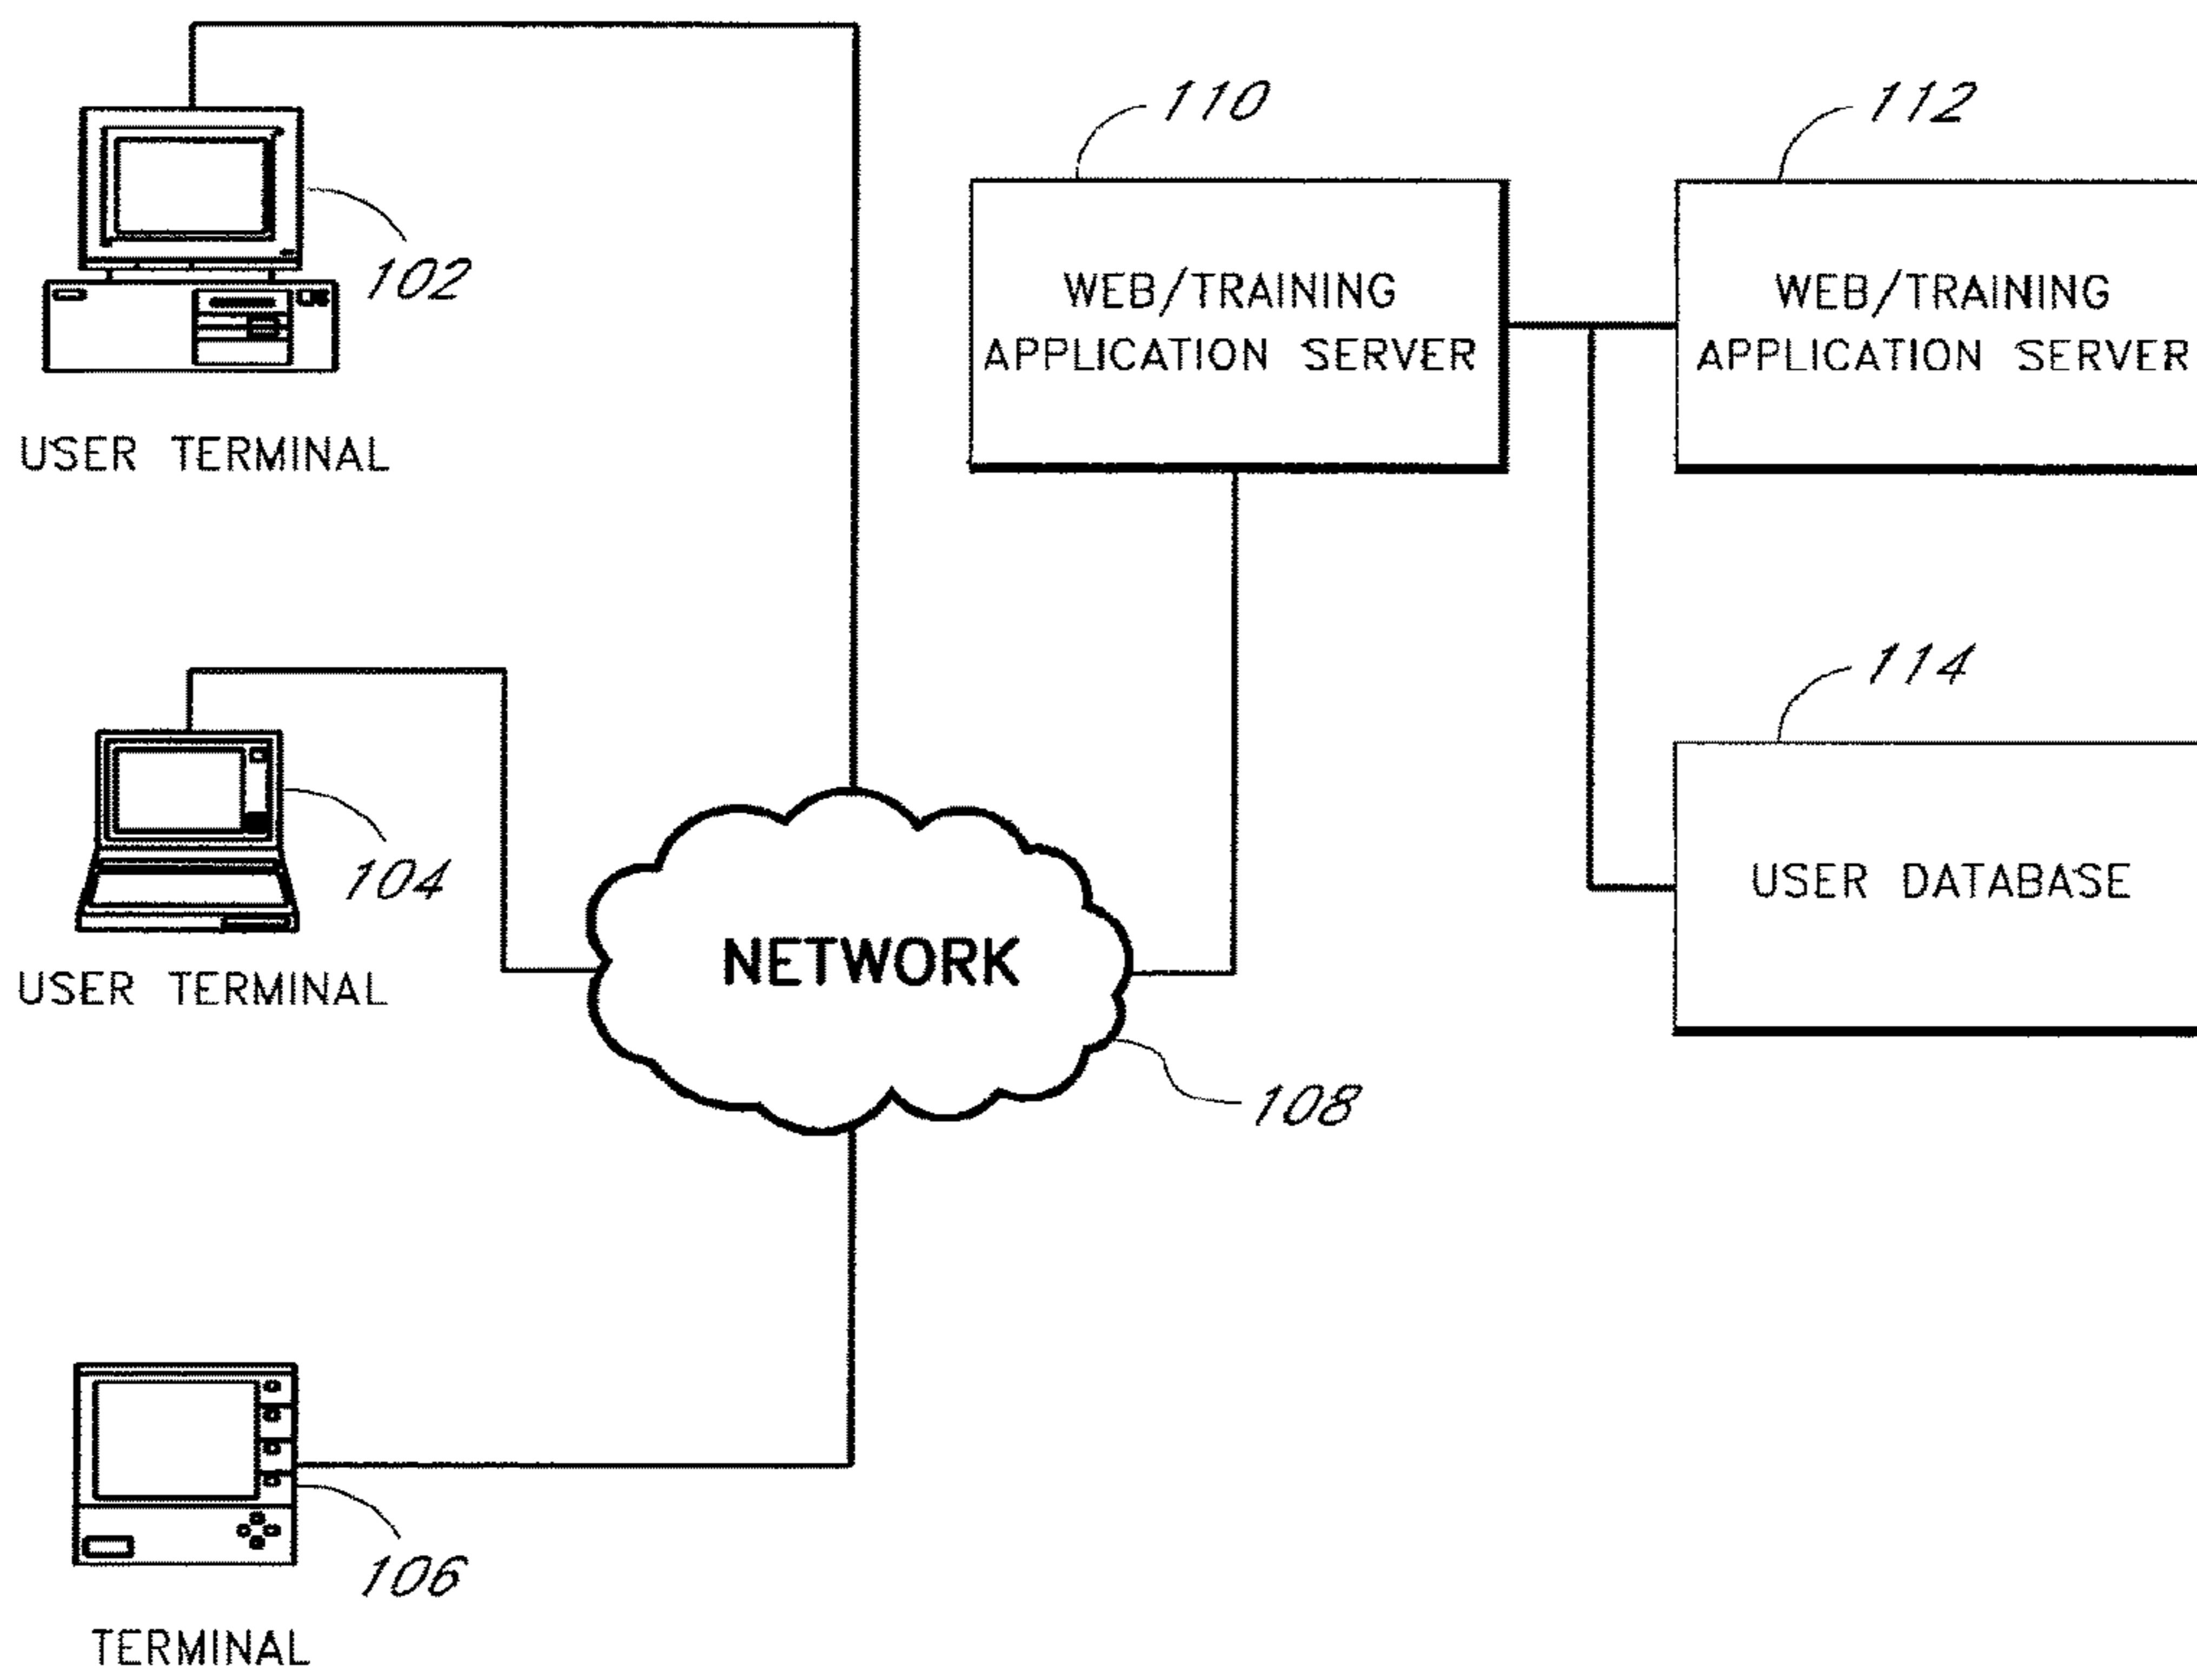 110
112
102
WEB/TRAINING
APPLICATION SERVER
WEB/TRAINING
APPLICATION SERVER
USER TERMINAL
114
104
USER DATABASE
USER TERMINAL
NETWORK
108
106
TERMINAL